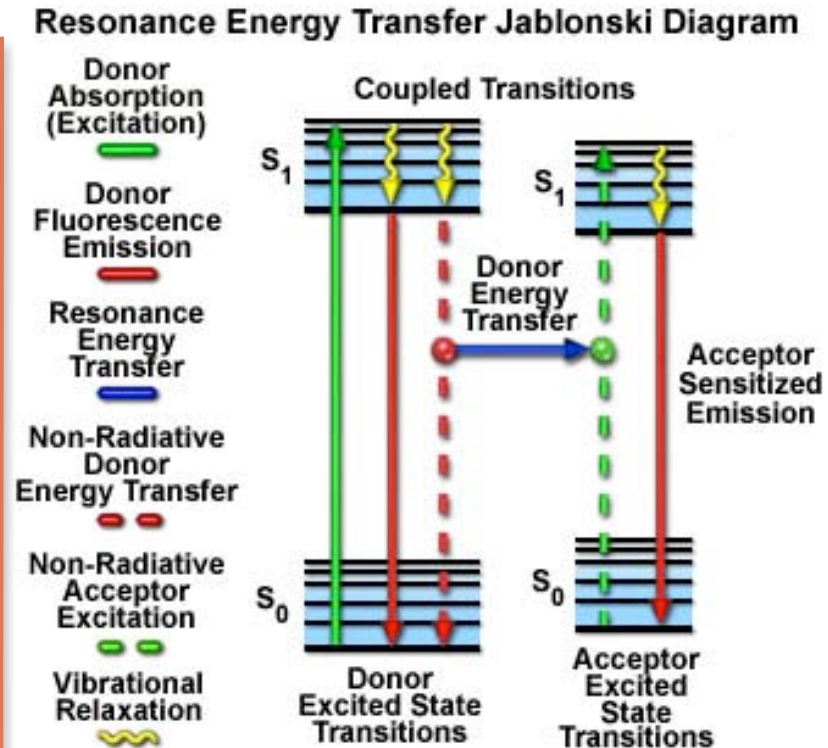 Resonance Energy Transfer Jablonski Diagram
Donor
Absorption
(Excitation)
Donor
Fluorescence
Emission
Resonance
Energy
Transfer
Non-Radiative
Donor
Energy Transfer
Non-Radiative
Acceptor
Excitation
Vibrational
Relaxation
Coupled Transitions
S1
S1
Donor
Energy
Transfer
Acceptor
Sensitized
Emission
S0
S0
Donor
Excited State
Transitions
Acceptor
Excited
State
Transitions